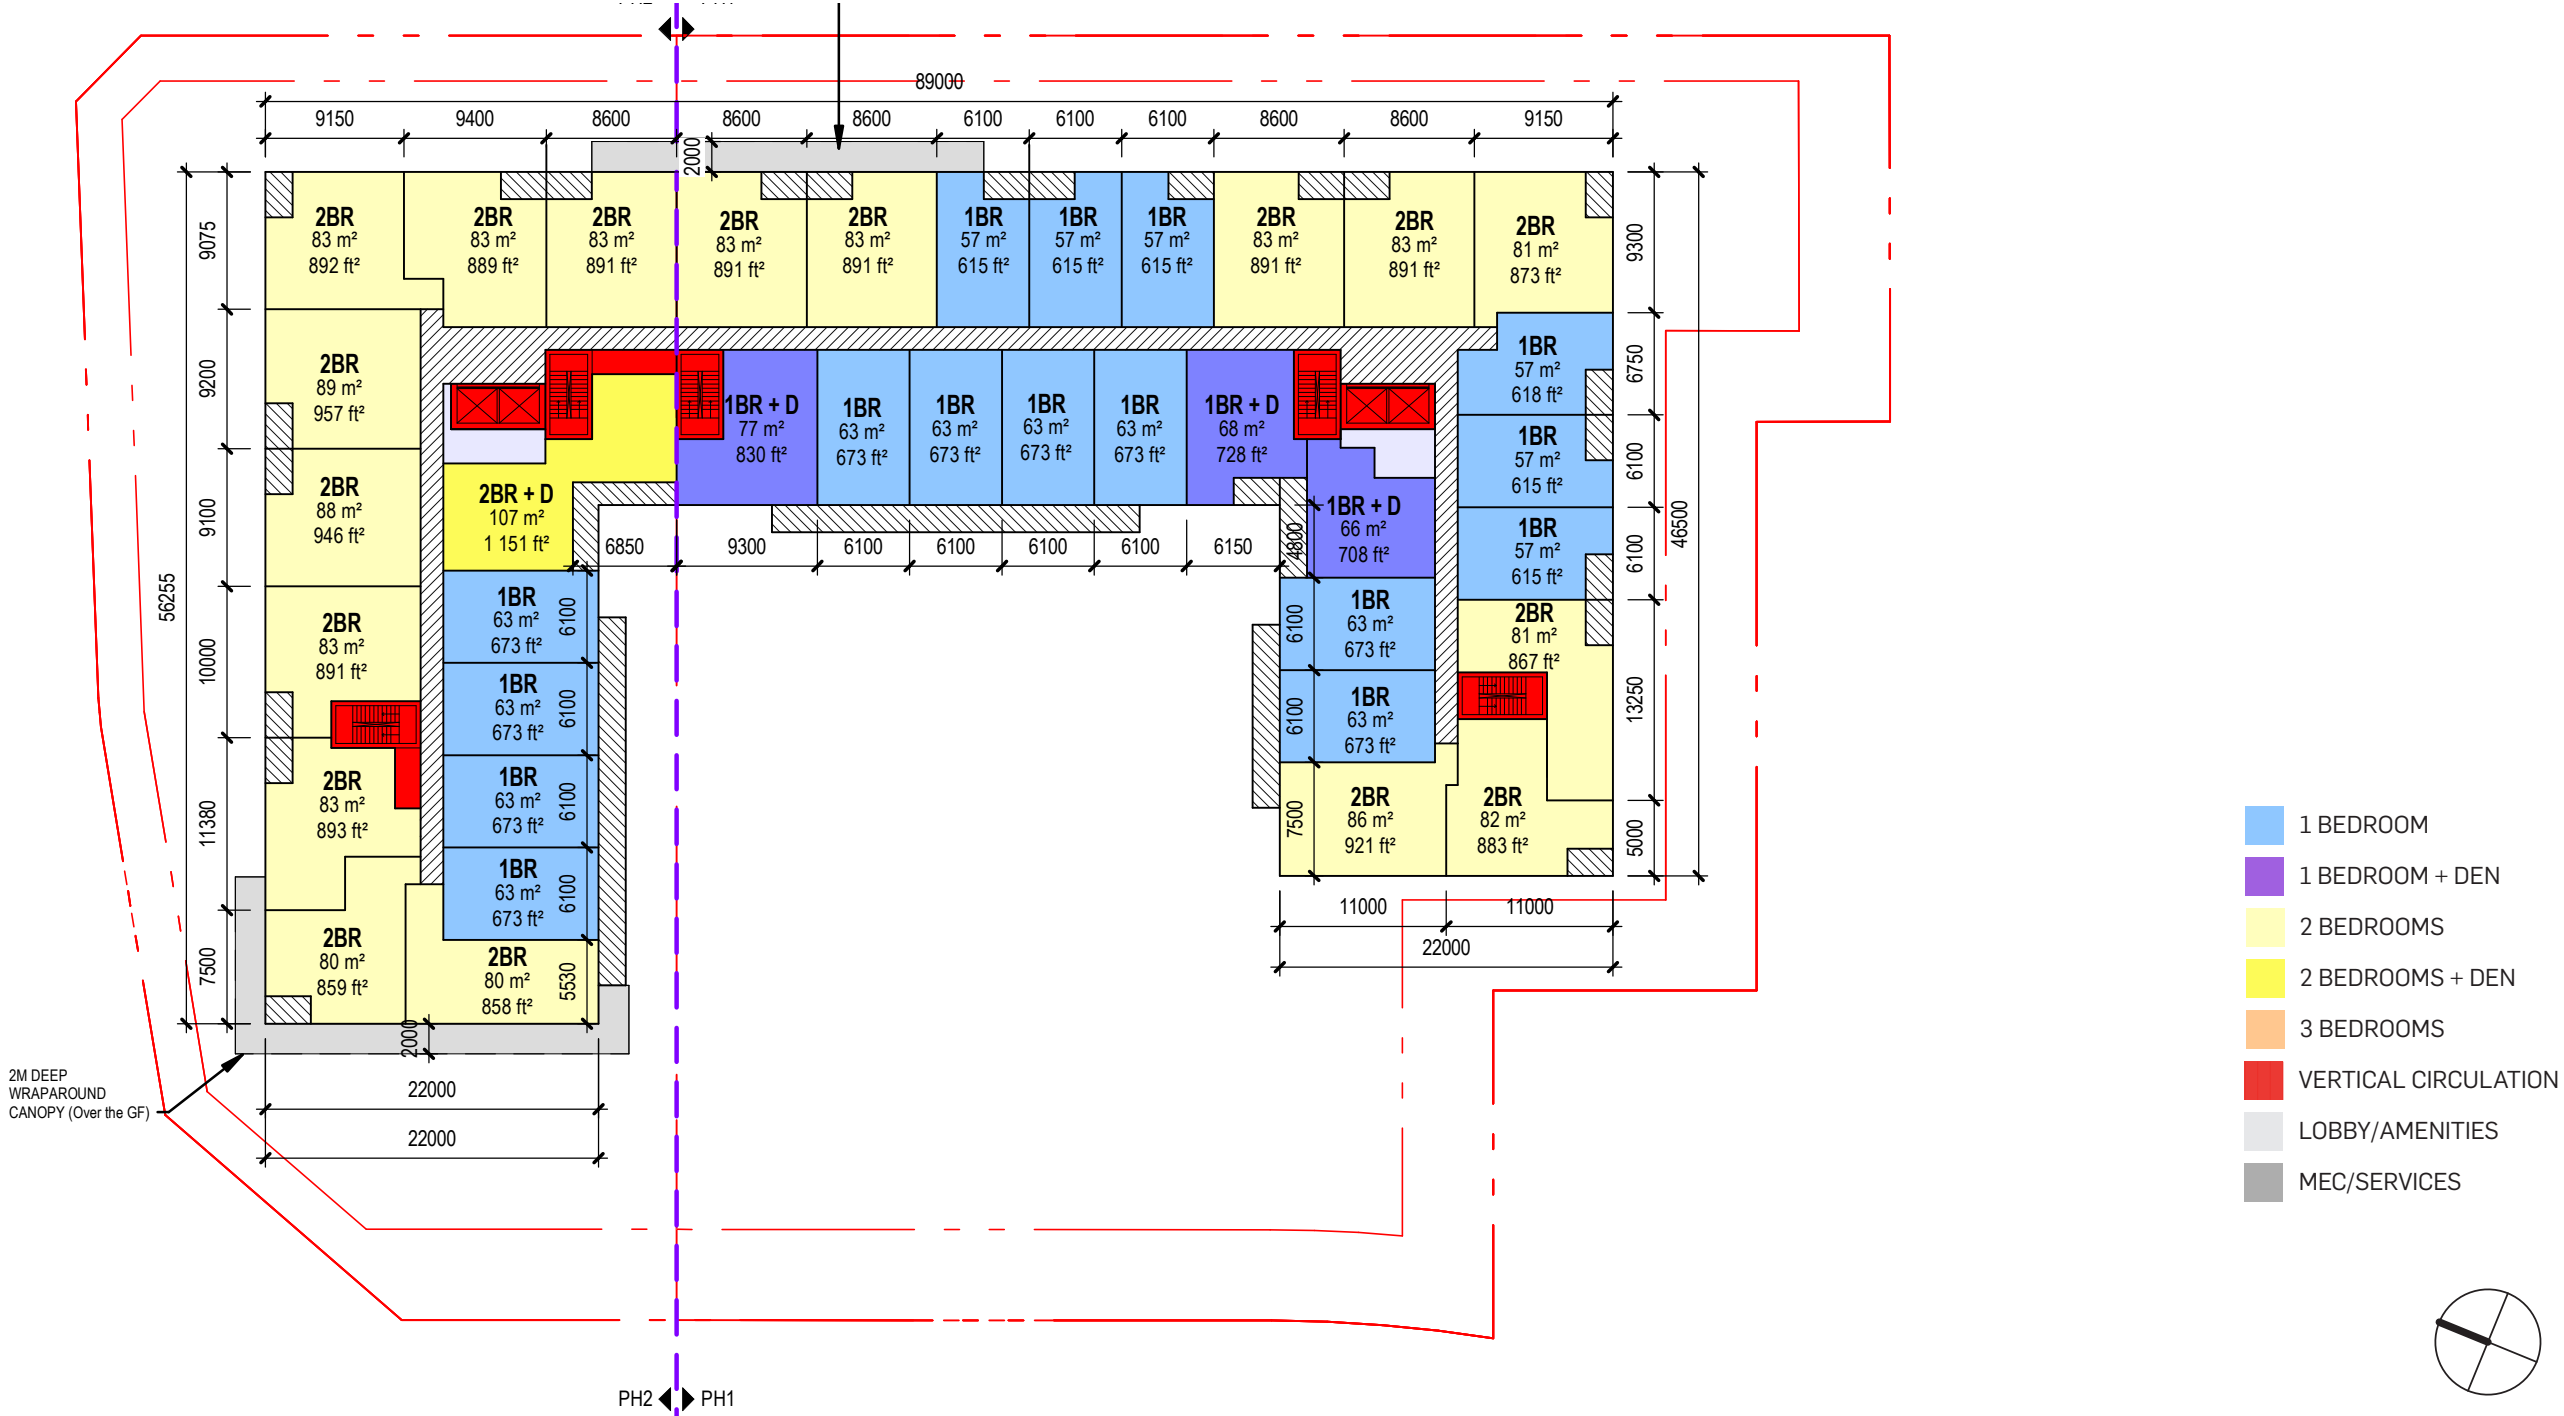 89000
9150
9400
8600
8600
8600
6100
6100
6100
8600
8600
9150
2000
2BR
83 m²
892 ft²
2BR
83 m²
889 ft²
2BR
83 m²
891 ft²
2BR
83 m²
891 ft²
2BR
83 m²
891 ft²
1BR
57 m²
615 ft²
1BR
57 m²
615 ft²
1BR
57 m²
615 ft²
2BR
83 m²
891 ft²
2BR
83 m²
891 ft²
2BR
81 m²
873 ft²
9075
9200
9100
10000
11380
7500
56255
9300
6750
6100
6100
13250
5000
46500
2BR
89 m²
957 ft²
2BR
88 m²
946 ft²
2BR
83 m²
891 ft²
2BR
83 m²
893 ft²
2BR
80 m²
859 ft²
2BR
80 m²
858 ft²
2BR + D
107 m²
1 151 ft²
1BR
63 m²
673 ft²
1BR
63 m²
673 ft²
1BR
63 m²
673 ft²
1BR
63 m²
673 ft²
6100
6100
6100
6100
5530
1BR + D
77 m²
830 ft²
1BR
63 m²
673 ft²
1BR
63 m²
673 ft²
1BR
63 m²
673 ft²
1BR
63 m²
673 ft²
1BR + D
68 m²
728 ft²
6850
9300
6100
6100
6100
6100
6150
4800
1BR + D
66 m²
708 ft²
1BR
63 m²
673 ft²
1BR
63 m²
673 ft²
6100
6100
7500
1BR
57 m²
618 ft²
1BR
57 m²
615 ft²
1BR
57 m²
615 ft²
2BR
81 m²
867 ft²
2BR
86 m²
921 ft²
2BR
82 m²
883 ft²
11000
11000
22000
2000
22000
22000
2M DEEP
WRAPAROUND
CANOPY (Over the GF)
PH2
PH1
1 BEDROOM
1 BEDROOM + DEN
2 BEDROOMS
2 BEDROOMS + DEN
3 BEDROOMS
VERTICAL CIRCULATION
LOBBY/AMENITIES
MEC/SERVICES